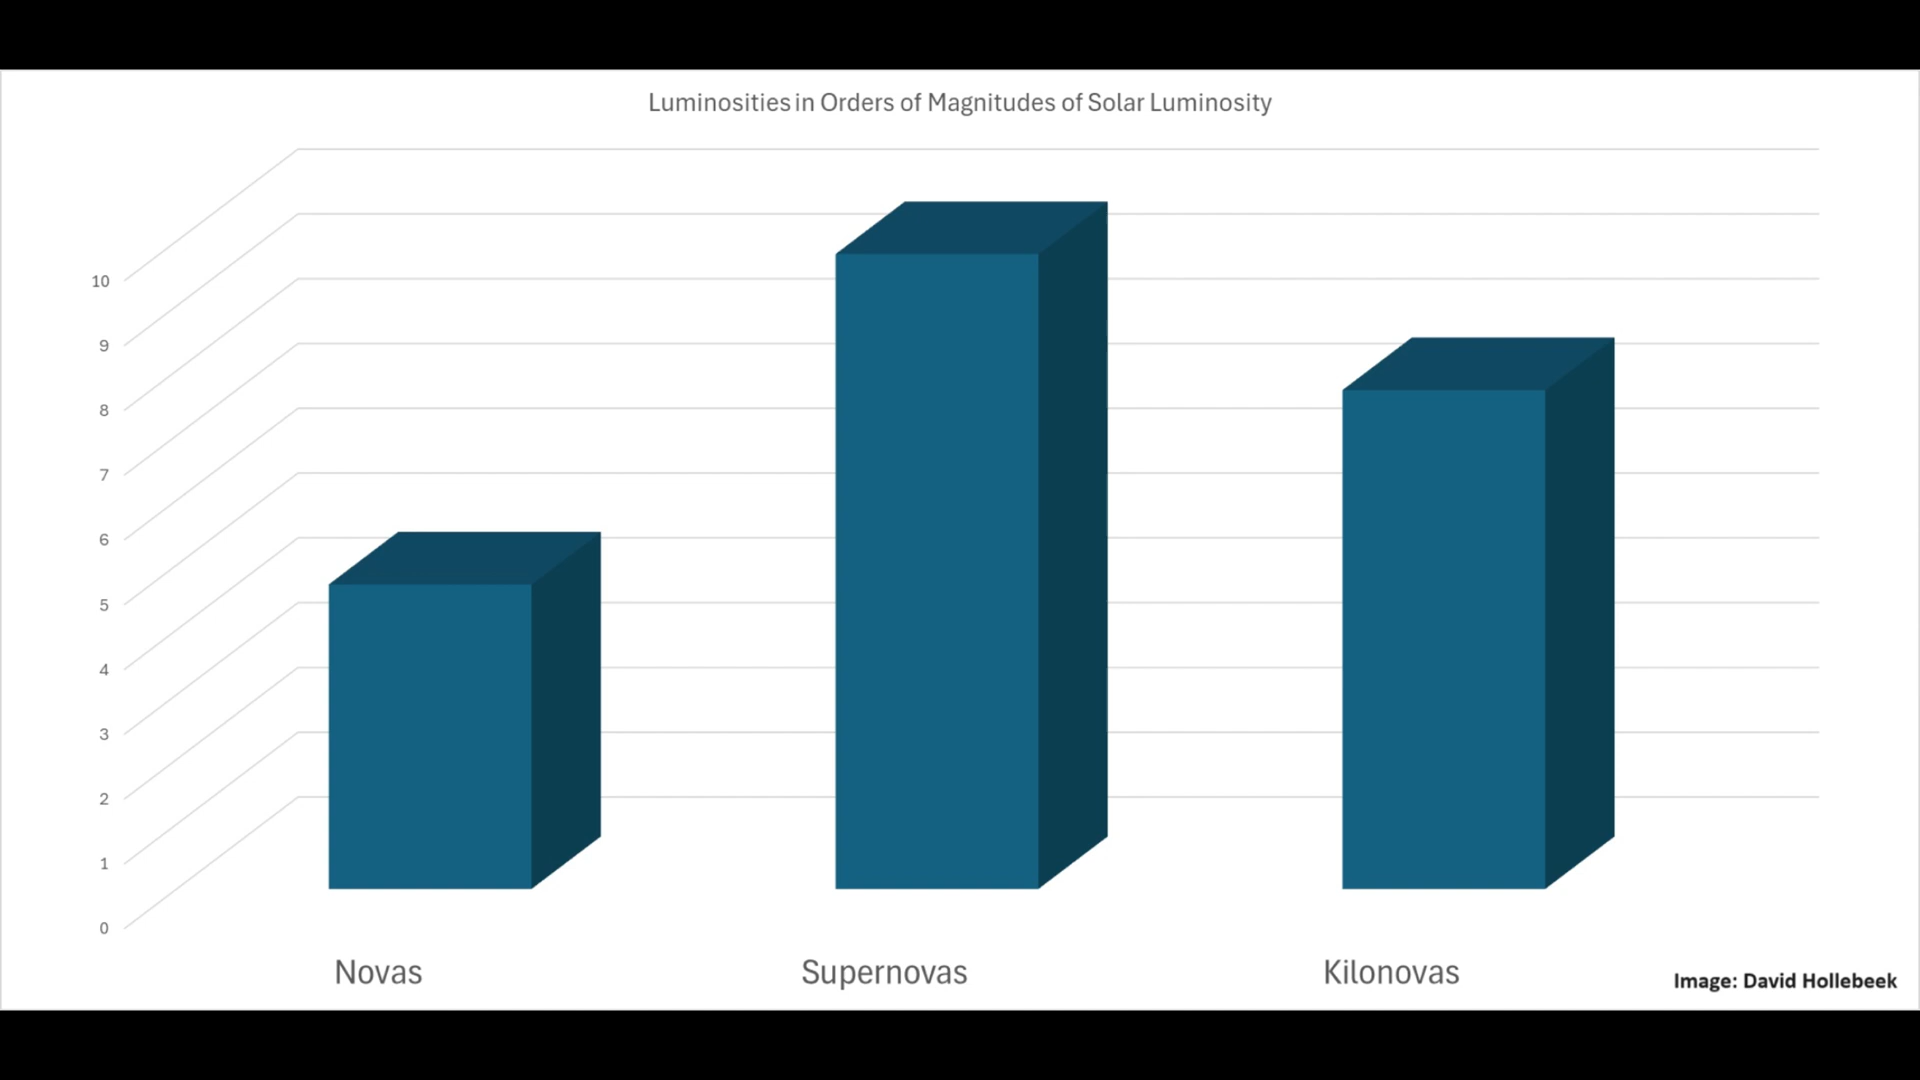 Luminosities in Orders of Magnitudes of Solar Luminosity
10
9
8
7
6
5
4
3
2
1
0
Novas
Supernovas
Kilonovas
Image: David Hollebeek